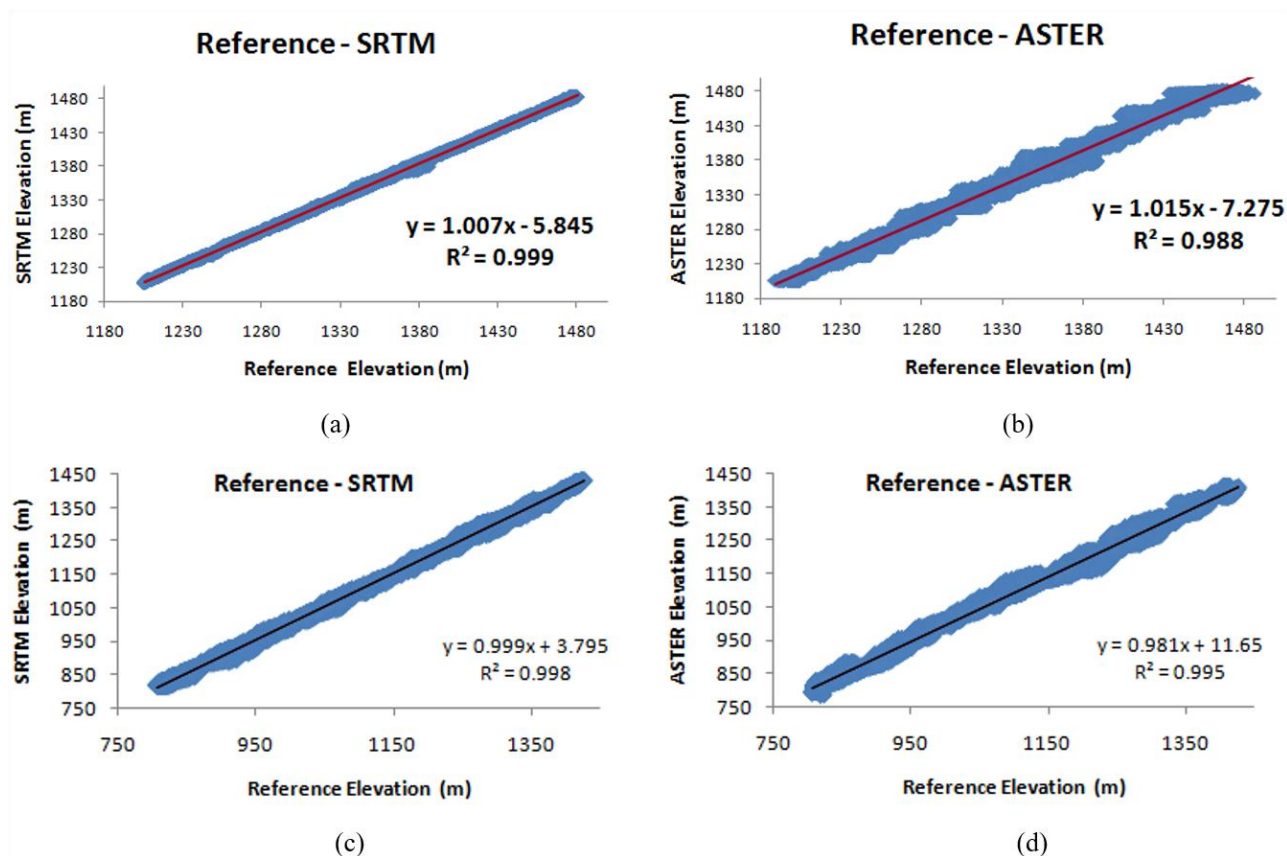 Reference - SRTM
SRTM Elevation (m)
1480
1430
1380
1330
1280
1230
1180
y = 1.007x - 5.845
R² = 0.999
1180 1230 1280 1330 1380 1430 1480
Reference Elevation (m)
(a)
Reference - ASTER
ASTER Elevation (m)
1480
1430
1380
1330
1280
1230
1180
y = 1.015x - 7.275
R² = 0.988
1180 1230 1280 1330 1380 1430 1480
Reference Elevation (m)
(b)
Reference - SRTM
SRTM Elevation (m)
1450
1350
1250
1150
1050
950
850
750
y = 0.999x + 3.795
R² = 0.998
750 950 1150 1350
Reference Elevation (m)
(c)
Reference - ASTER
ASTER Elevation (m)
1450
1350
1250
1150
1050
950
850
750
y = 0.981x + 11.65
R² = 0.995
750 950 1150 1350
Reference Elevation (m)
(d)